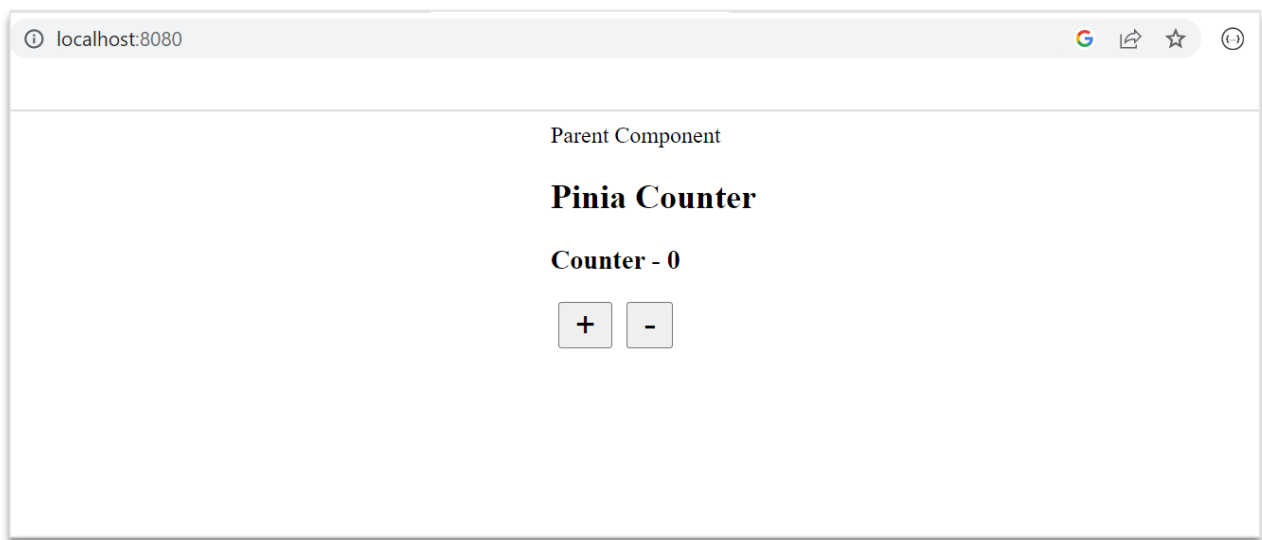 localhost:8080
Parent Component
Pinia Counter
Counter - 0
+ -